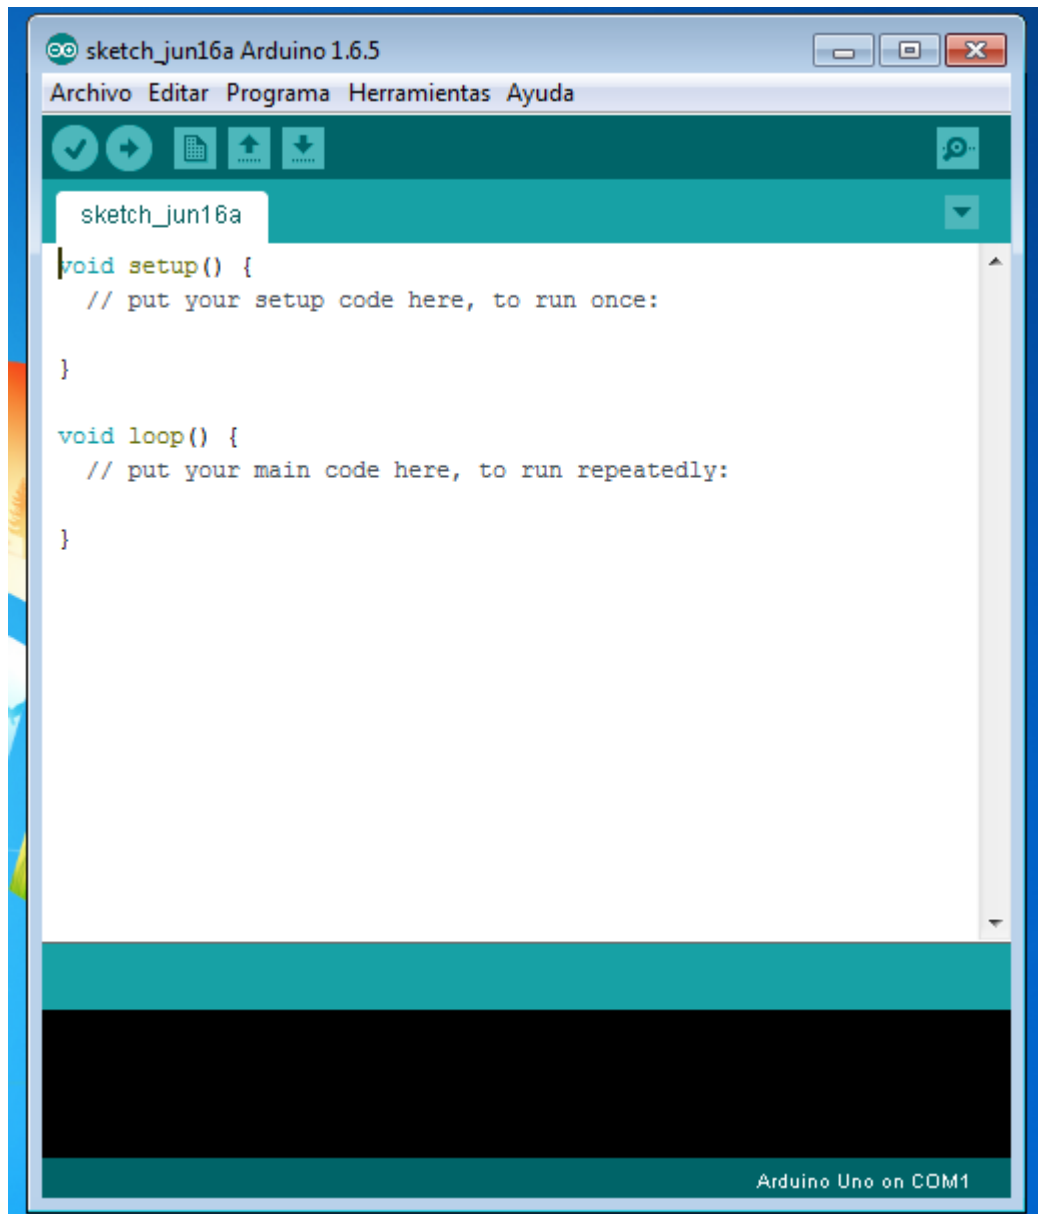 sketch_jun16a Arduino 1.6.5
Archivo Editar Programa Herramientas Ayuda
sketch_jun16a
void setup() {
  // put your setup code here, to run once:
}
void loop() {
  // put your main code here, to run repeatedly:
}
Arduino Uno on COM1